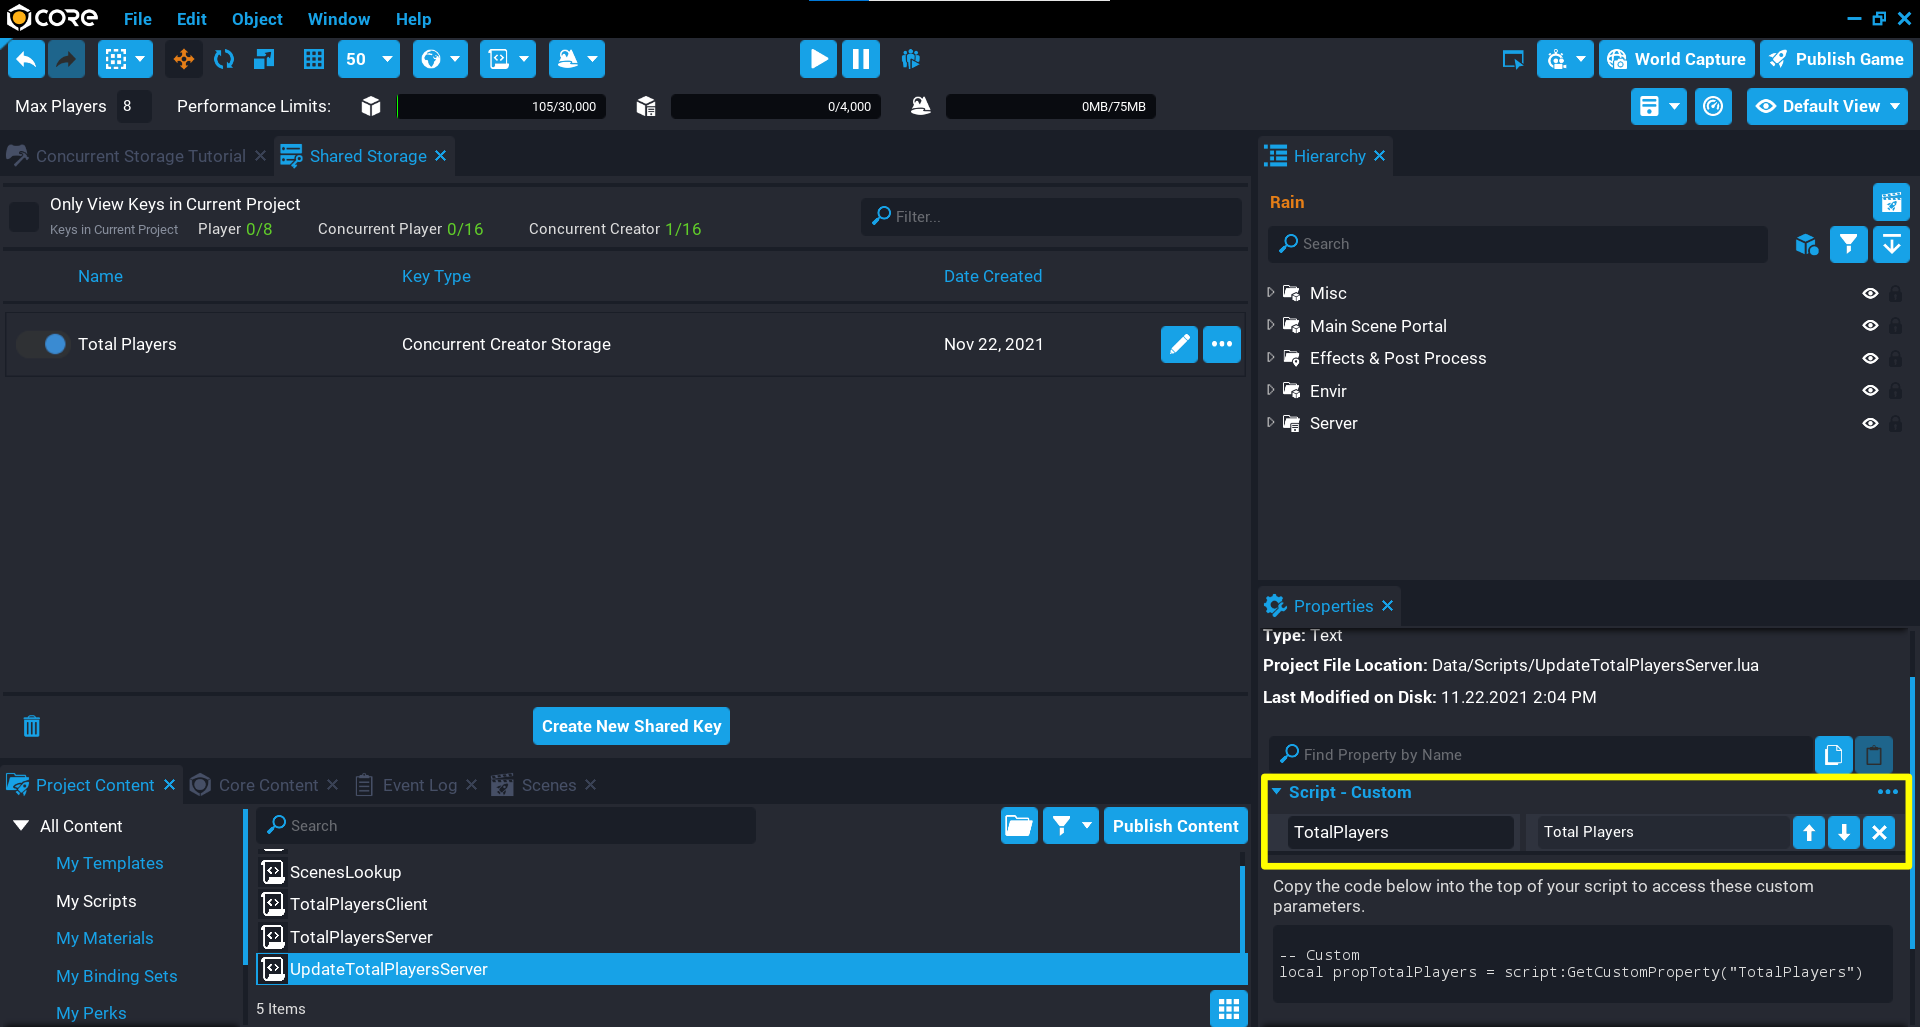 CORE File Edit Object Window Help
50 World Capture Publish Game
Max Players 8 Performance Limits: 105/30,000 0/4,000 0MB/75MB Default View
Concurrent Storage Tutorial Shared Storage
Only View Keys in Current Project
Keys in Current Project Player 0/8 Concurrent Player 0/16 Concurrent Creator 1/16
Filter...
Name Key Type Date Created
Total Players Concurrent Creator Storage Nov 22, 2021
Create New Shared Key
Hierarchy
Rain
Search
Misc
Main Scene Portal
Effects & Post Process
Envir
Server
Project Content Core Content Event Log Scenes
All Content
My Templates
My Scripts
My Materials
My Binding Sets
My Perks
Search
Publish Content
ScenesLookup
TotalPlayersClient
TotalPlayersServer
UpdateTotalPlayersServer
5 Items
Properties
Type: Text
Project File Location: Data/Scripts/UpdateTotalPlayersServer.lua
Last Modified on Disk: 11.22.2021 2:04 PM
Find Property by Name
Script - Custom
TotalPlayers Total Players
Copy the code below into the top of your script to access these custom
parameters.
-- Custom
local propTotalPlayers = script:GetCustomProperty("TotalPlayers")